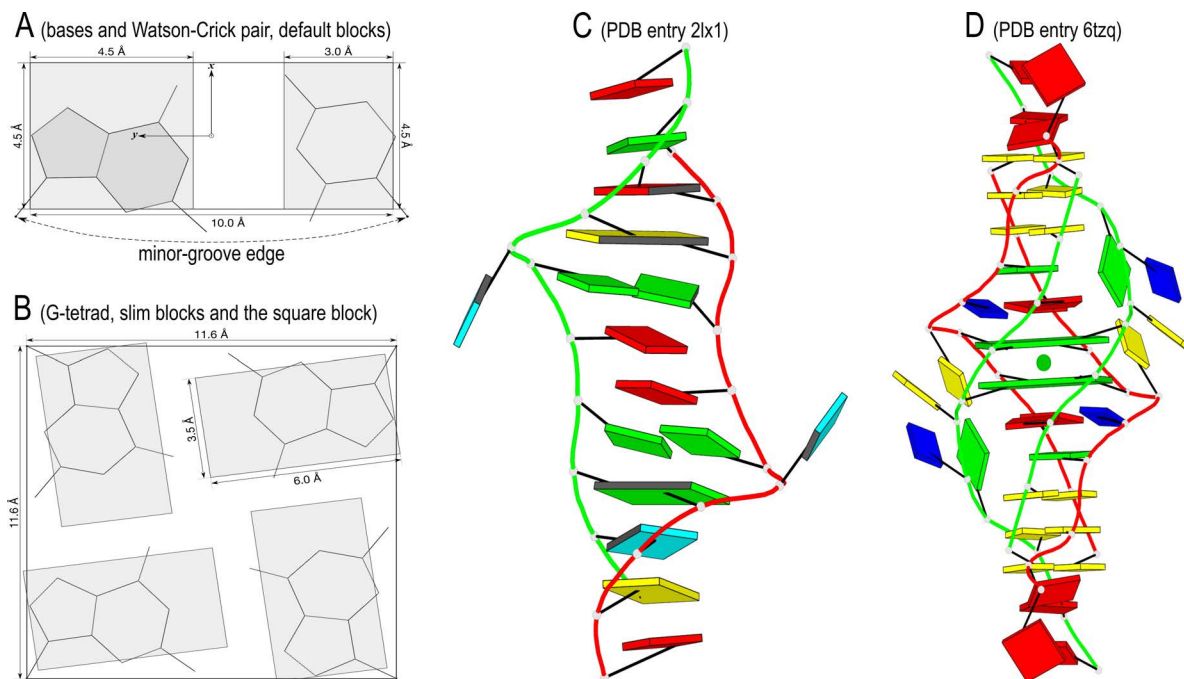 A (bases and Watson-Crick pair, default blocks)
4.5 Å
3.0 Å
x
y
4.5 Å
4.5 Å
10.0 Å
minor-groove edge
B (G-tetrad, slim blocks and the square block)
11.6 Å
3.5 Å
6.0 Å
11.6 Å
C (PDB entry 2lx1)
D (PDB entry 6tzq)